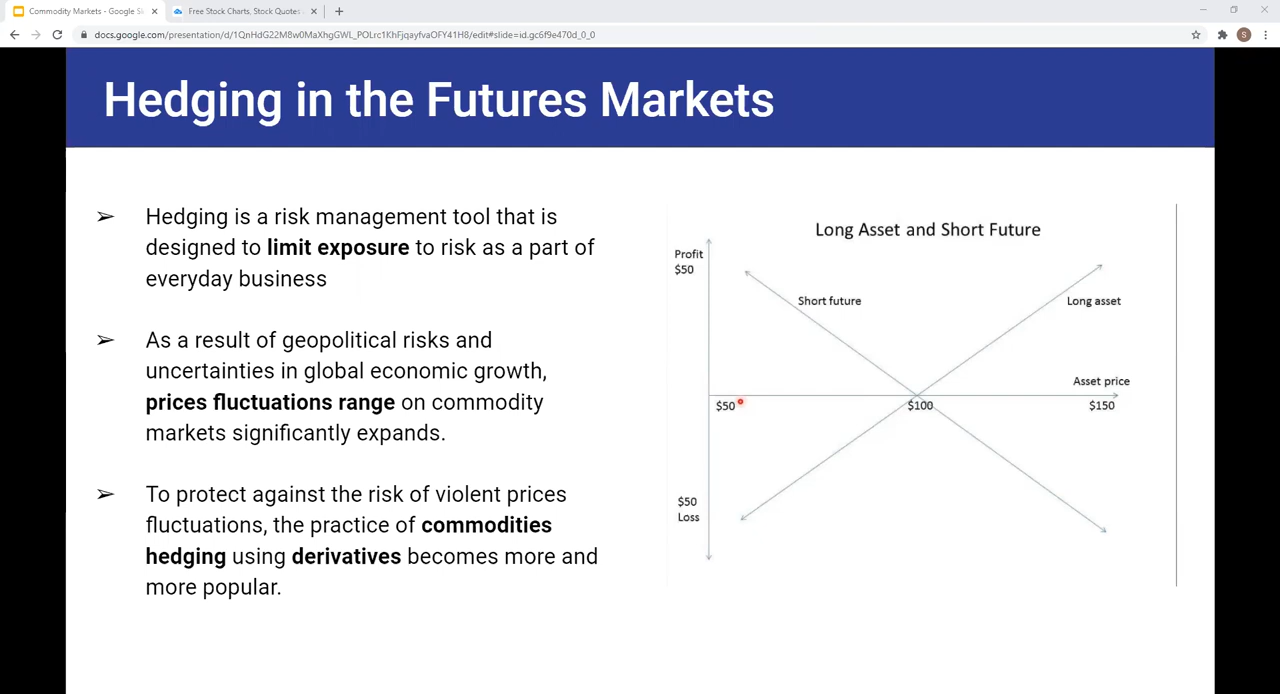 Commodity Markets - Google Sl
Free Stock Charts, Stock Quotes
docs.google.com/presentation/d/1QnHdG22M8w0MaXhgGWL_POLrc1KhFjqayfvaOFY41H8/edit#slide=id.gc6f9e470d_0_0
S
Hedging in the Futures Markets
➢ Hedging is a risk management tool that is
designed to limit exposure to risk as a part of
everyday business
➢ As a result of geopolitical risks and
uncertainties in global economic growth,
prices fluctuations range on commodity
markets significantly expands.
➢ To protect against the risk of violent prices
fluctuations, the practice of commodities
hedging using derivatives becomes more and
more popular.
Long Asset and Short Future
Profit
$50
Short future
Long asset
Asset price
$50
$100
$150
$50
Loss